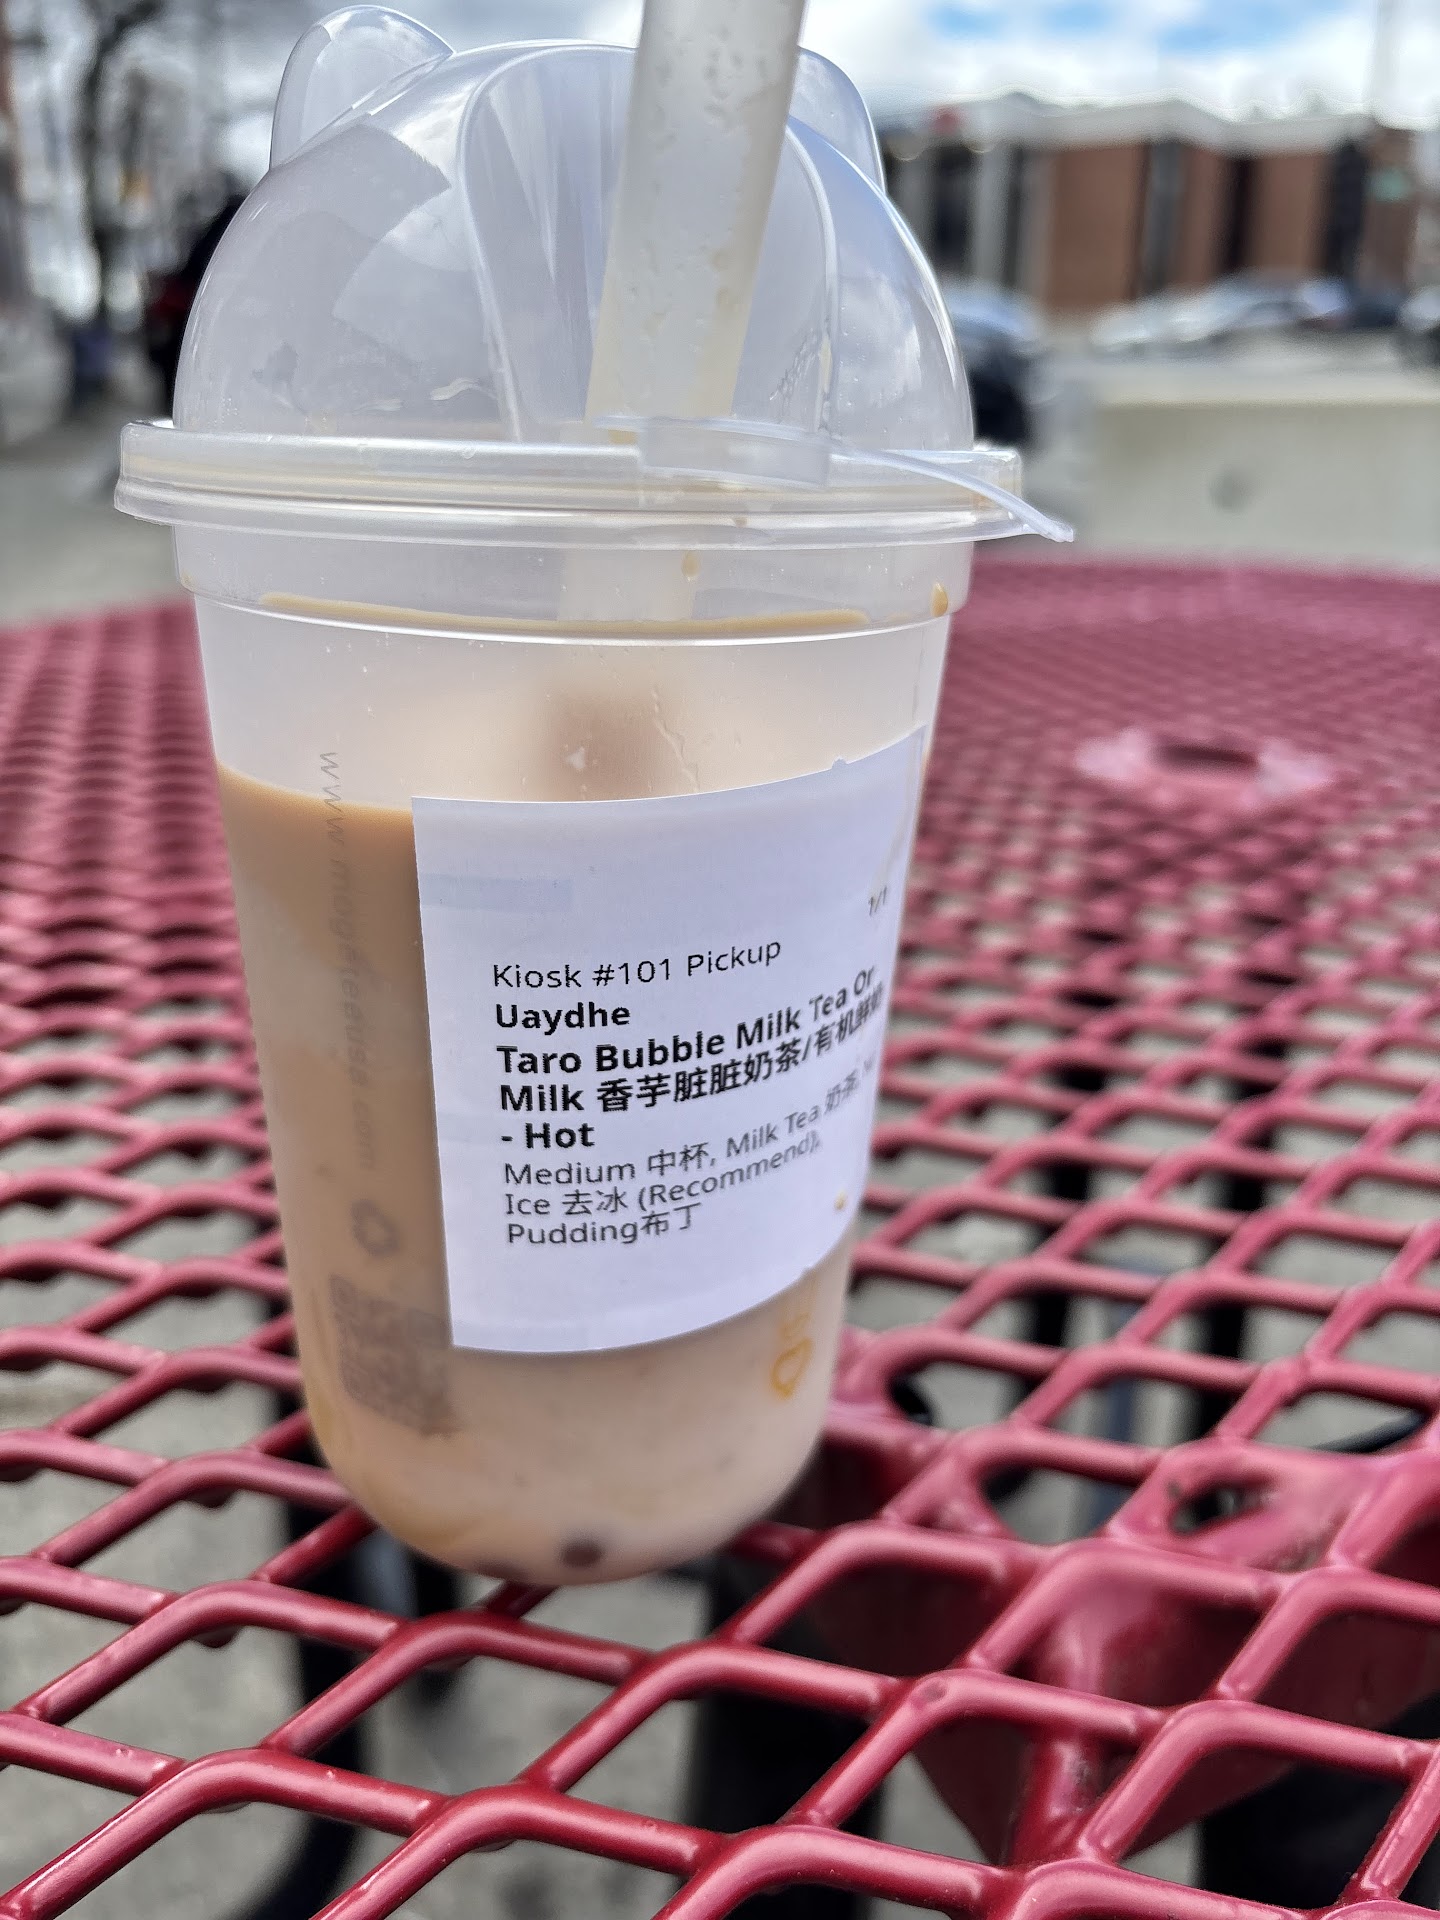 1/1
Kiosk #101 Pickup
Uaydhe
Taro Bubble Milk Tea Or
Milk 香芋脏脏奶茶/有机鲜奶
- Hot
Medium 中杯, Milk Tea 奶茶,
Ice 去冰 (Recommend),
Pudding布丁